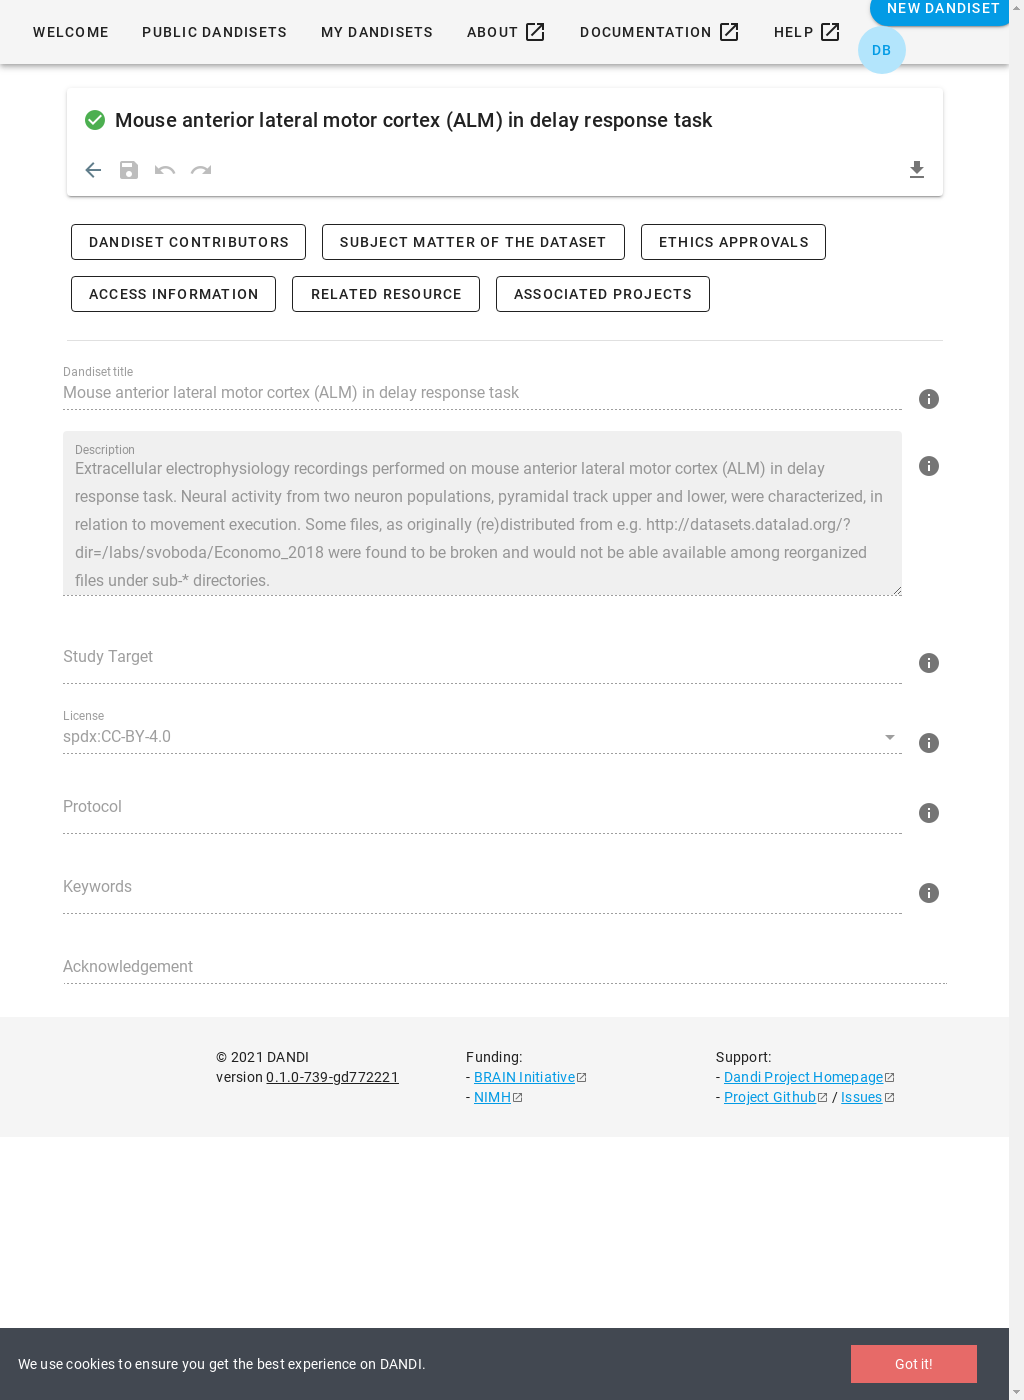 WELCOME PUBLIC DANDISETS MY DANDISETS ABOUT DOCUMENTATION HELP NEW DANDISET
DB
Mouse anterior lateral motor cortex (ALM) in delay response task
DANDISET CONTRIBUTORS SUBJECT MATTER OF THE DATASET ETHICS APPROVALS
ACCESS INFORMATION RELATED RESOURCE ASSOCIATED PROJECTS
Dandiset title
Mouse anterior lateral motor cortex (ALM) in delay response task
Description
Extracellular electrophysiology recordings performed on mouse anterior lateral motor cortex (ALM) in delay
response task. Neural activity from two neuron populations, pyramidal track upper and lower, were characterized, in
relation to movement execution. Some files, as originally (re)distributed from e.g. http://datasets.datalad.org/?
dir=/labs/svoboda/Economo_2018 were found to be broken and would not be able available among reorganized
files under sub-* directories.
Study Target
License
spdx:CC-BY-4.0
Protocol
Keywords
Acknowledgement
© 2021 DANDI
version 0.1.0-739-gd772221
Funding:
- BRAIN Initiative
- NIMH
Support:
- Dandi Project Homepage
- Project Github / Issues
We use cookies to ensure you get the best experience on DANDI.
Got it!